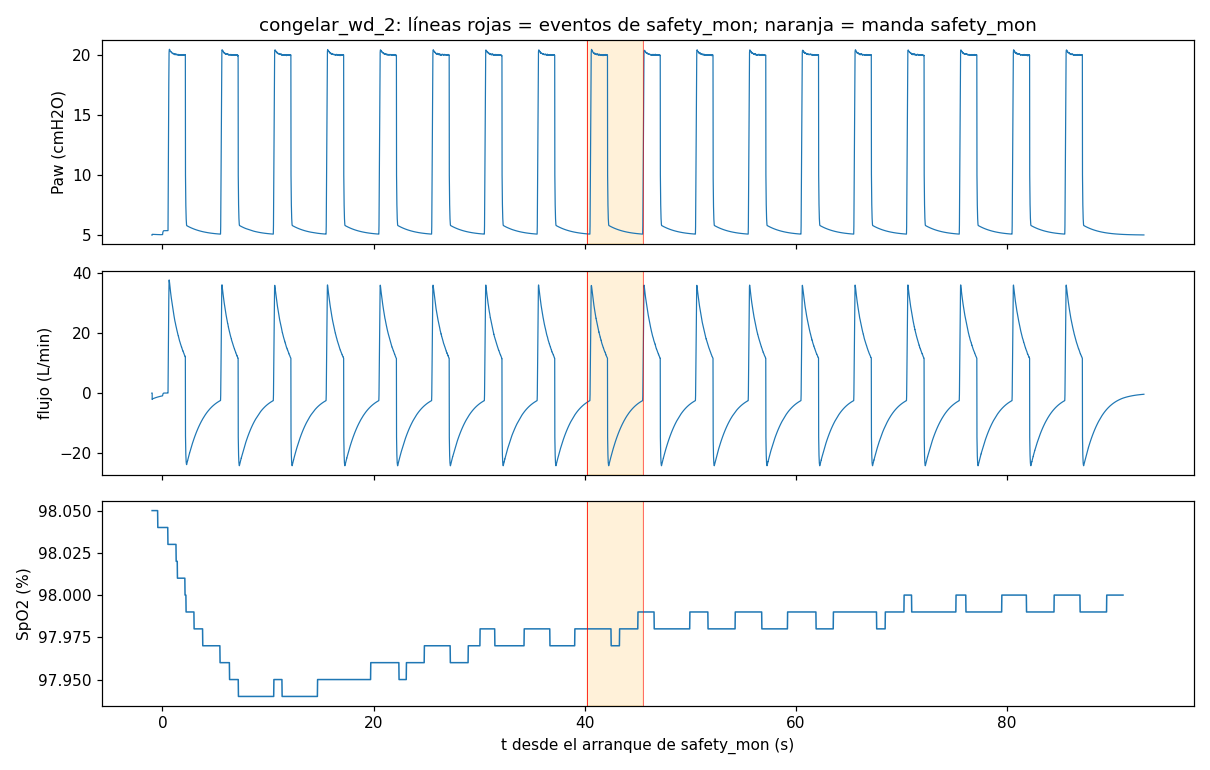 congelar_wd_2: líneas rojas = eventos de safety_mon; naranja = manda safety_mon
Paw (cmH2O)
20
15
10
5
flujo (L/min)
40
20
0
−20
SpO2 (%)
98.050
98.025
98.000
97.975
97.950
0 20 40 60 80
t desde el arranque de safety_mon (s)